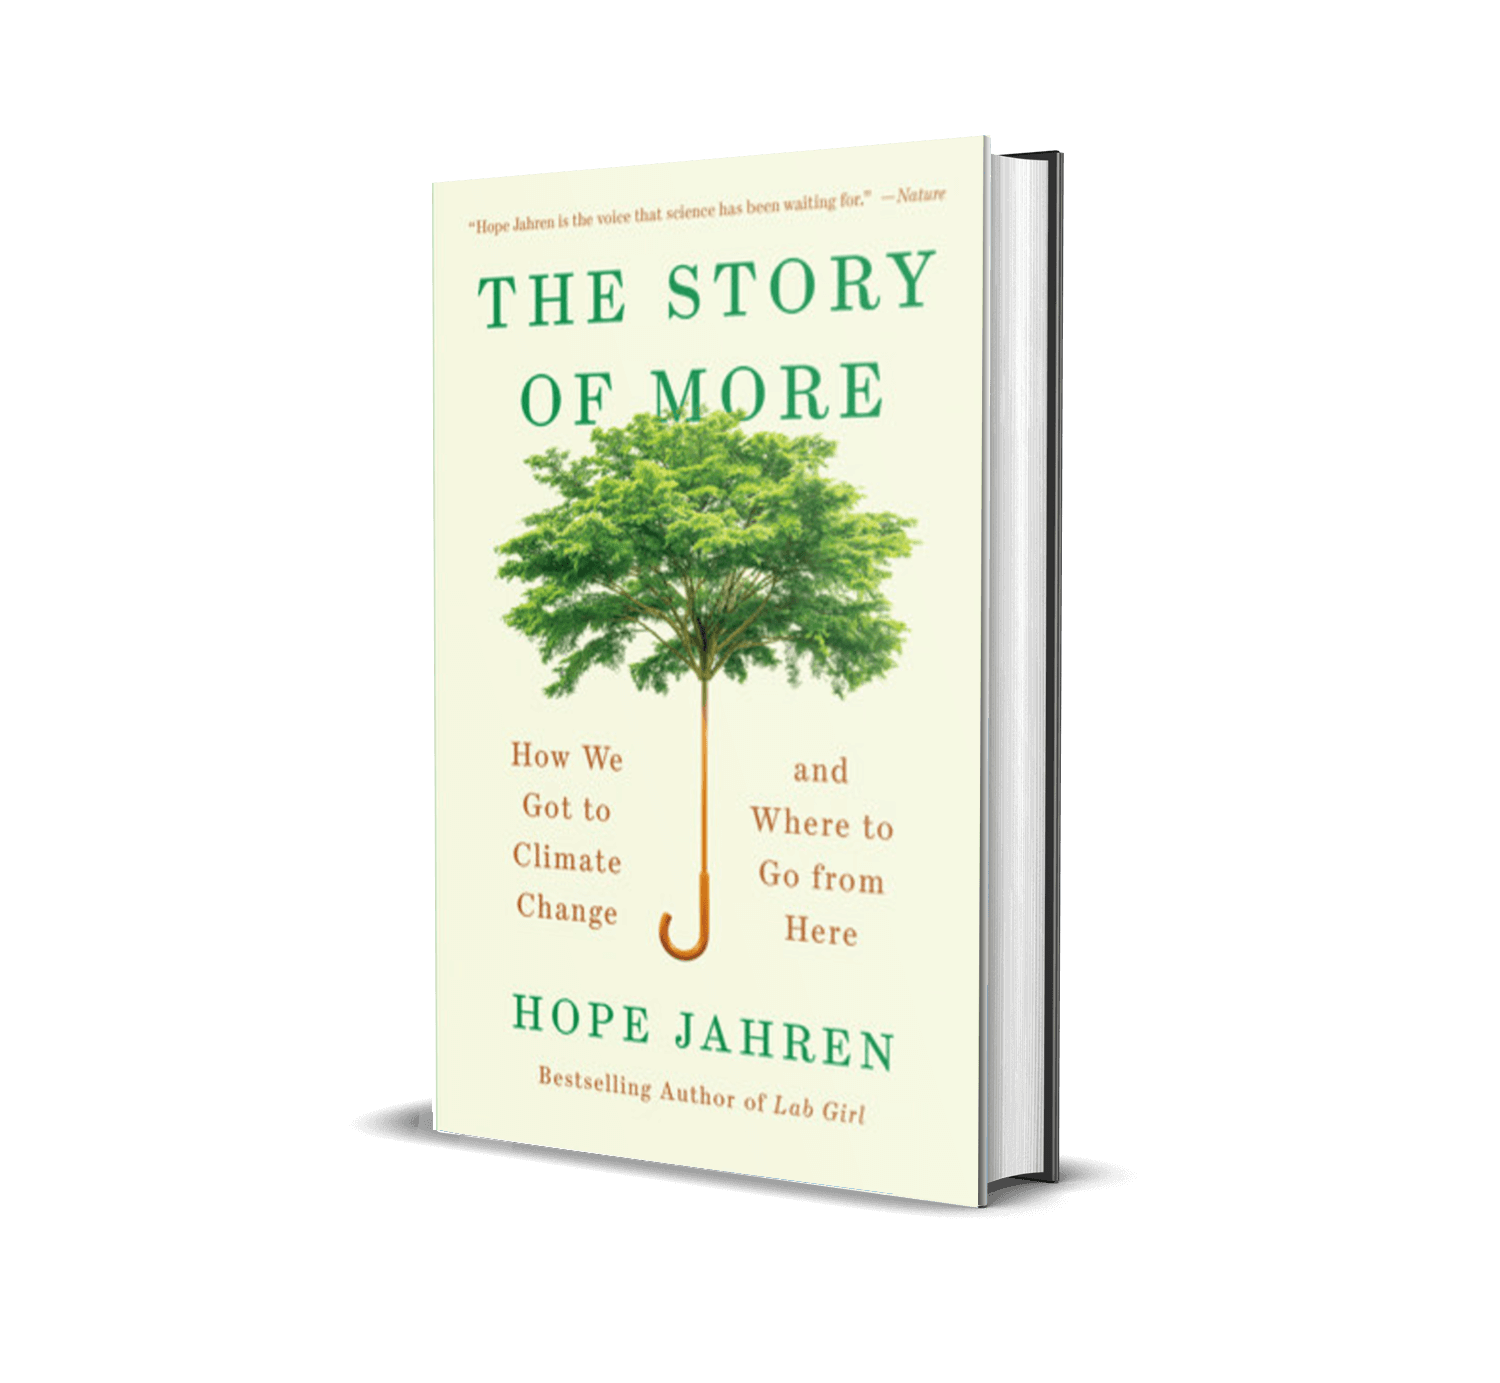 “Hope Jahren is the voice that science has been waiting for.” —Nature
THE STORY
OF MORE
How We
Got to
Climate
Change
and
Where to
Go from
Here
HOPE JAHREN
Bestselling Author of Lab Girl